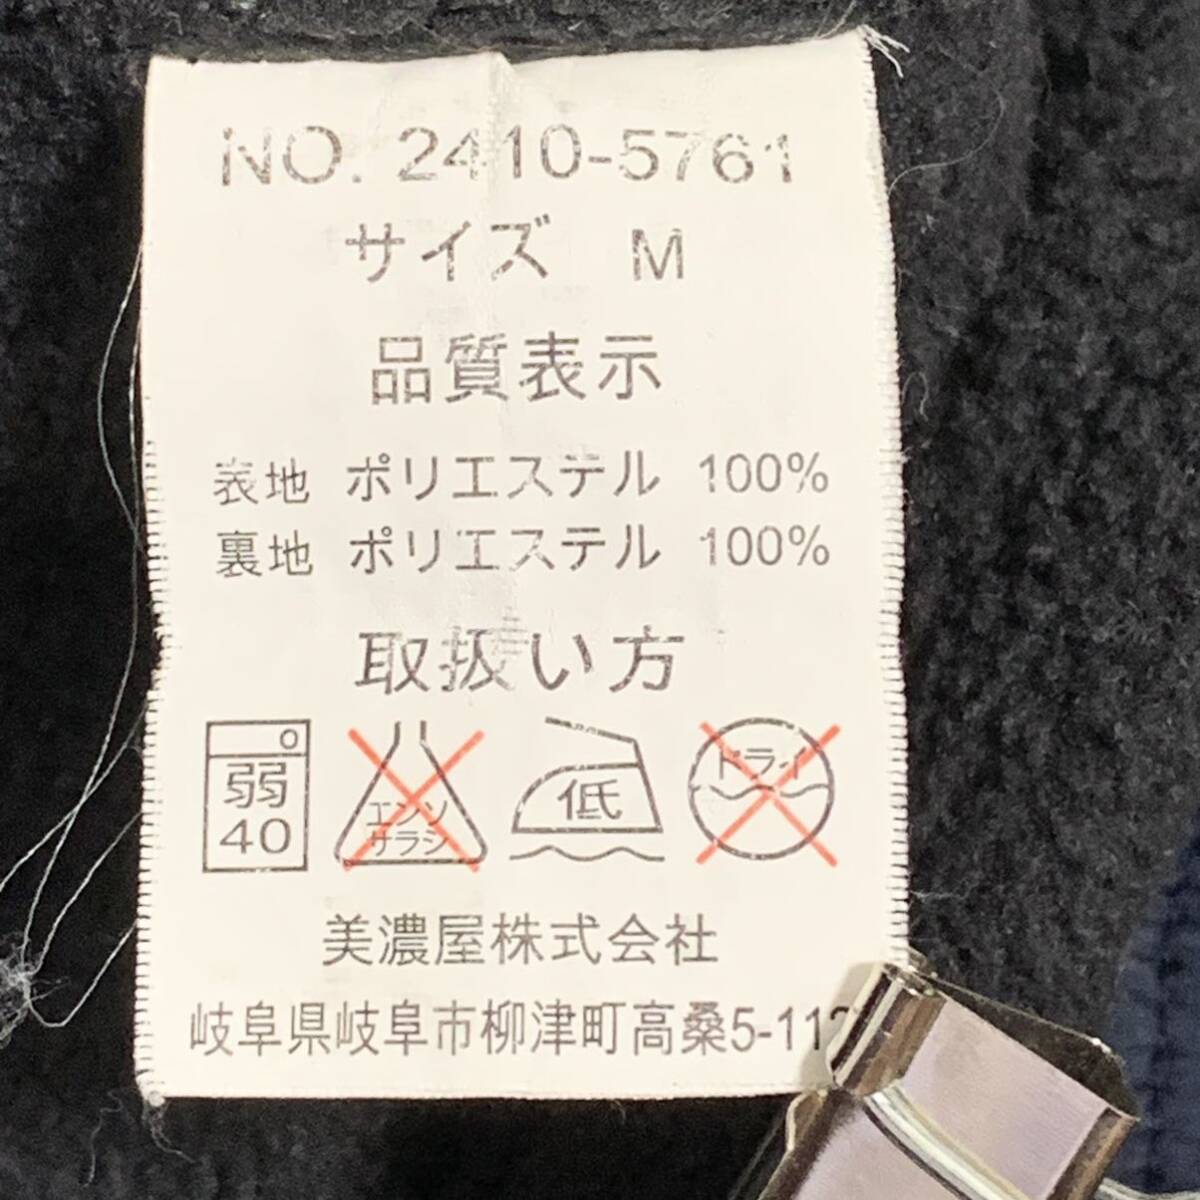 NO. 2410-5761
サイズ M
品質表示
表地 ポリエステル 100%
裏地 ポリエステル 100%
取扱い方
弱
40
エンソ
サラシ
低
ドライ
美濃屋株式会社
岐阜県岐阜市柳津町高桑5-112